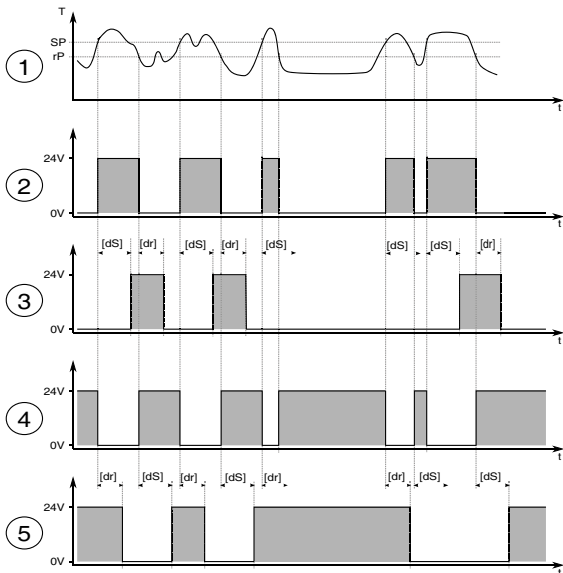 T
SP
rP
1
t
24V
2
0V
t
[dS] [dr] [dS] [dr] [dS] [dS] [dS] [dr]
24V
3
0V
t
24V
4
0V
t
[dr] [dS] [dr] [dS] [dr] [dr] [dS] [dS]
24V
5
0V
t